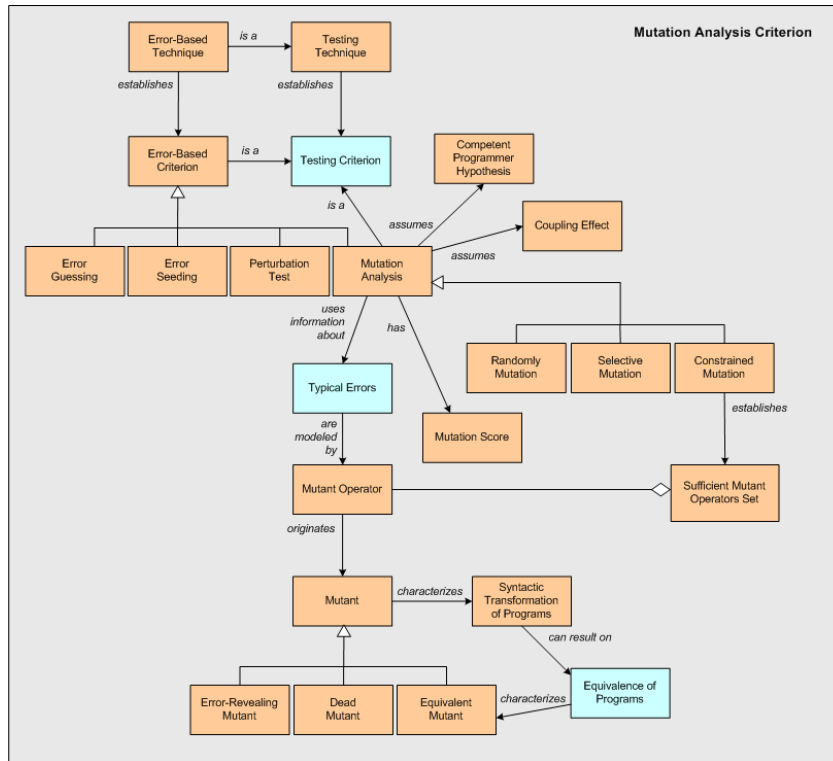 Mutation Analysis Criterion
Error-Based
Technique
is a
Testing
Technique
establishes
establishes
Error-Based
Criterion
is a
Testing Criterion
Competent
Programmer
Hypothesis
is a
assumes
Coupling Effect
assumes
Error
Guessing
Error
Seeding
Perturbation
Test
Mutation
Analysis
uses
information
about
has
Randomly
Mutation
Selective
Mutation
Constrained
Mutation
Typical Errors
establishes
are
modeled
by
Mutation Score
Mutant Operator
Sufficient Mutant
Operators Set
originates
Mutant
characterizes
Syntactic
Transformation
of Programs
can result on
Equivalence of
Programs
characterizes
Error-Revealing
Mutant
Dead
Mutant
Equivalent
Mutant